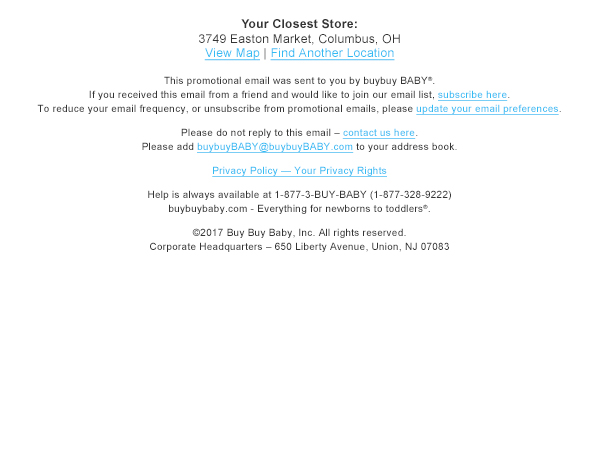 Your Closest Store:
3749 Easton Market, Columbus, OH
View Map | Find Another Location
This promotional email was sent to you by buybuy BABY®.
If you received this email from a friend and would like to join our email list, subscribe here.
To reduce your email frequency, or unsubscribe from promotional emails, please update your email preferences.
Please do not reply to this email – contact us here.
Please add buybuyBABY@buybuyBABY.com to your address book.
Privacy Policy — Your Privacy Rights
Help is always available at 1-877-3-BUY-BABY (1-877-328-9222)
buybuybaby.com - Everything for newborns to toddlers®.
©2017 Buy Buy Baby, Inc. All rights reserved.
Corporate Headquarters – 650 Liberty Avenue, Union, NJ 07083